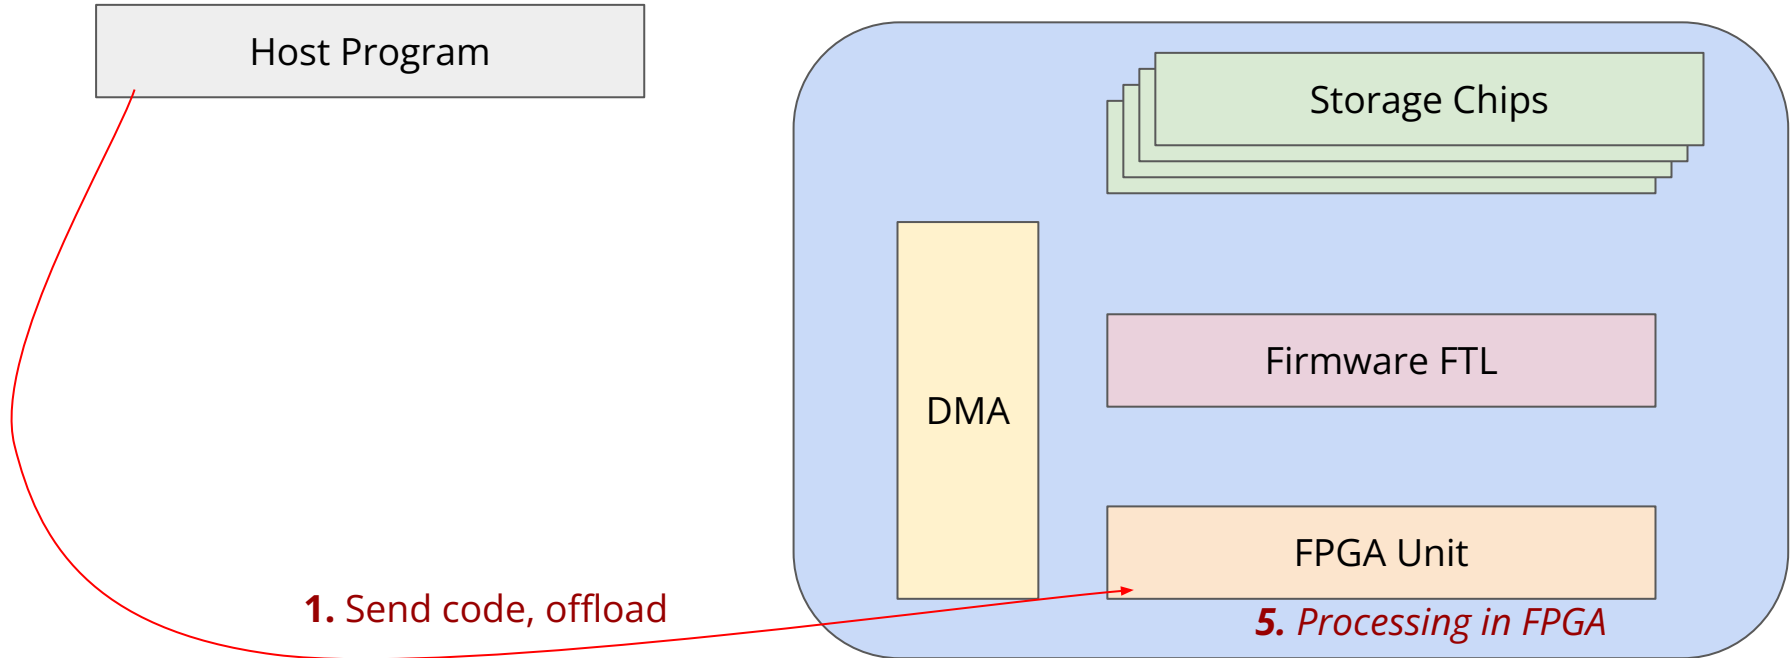 Host Program
Storage Chips
Firmware FTL
DMA
FPGA Unit
1. Send code, offload
5. Processing in FPGA